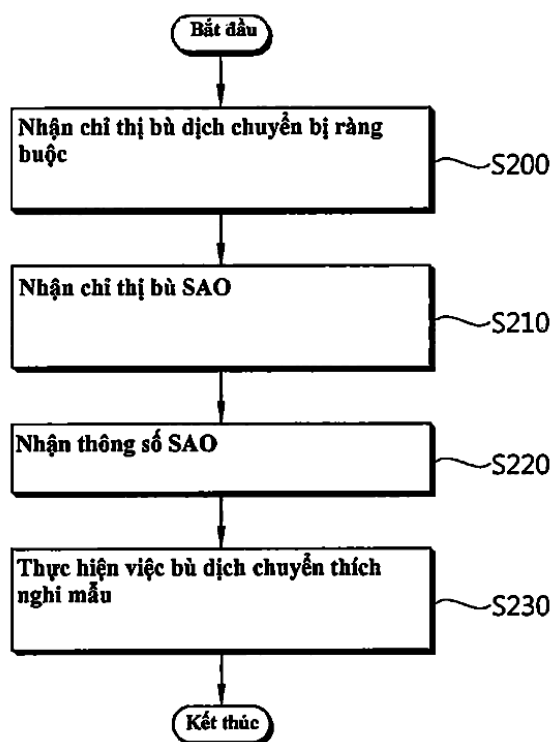 Bắt đầu
Nhận chỉ thị bù dịch chuyển bị ràng
buộc
S200
Nhận chỉ thị bù SAO
S210
Nhận thông số SAO
S220
Thực hiện việc bù dịch chuyển thích
nghi mẫu
S230
Kết thúc